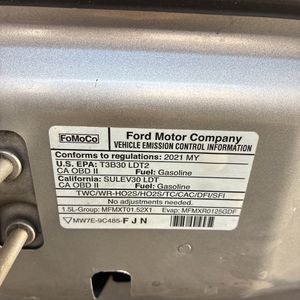 FoMoCo
Ford Motor Company
VEHICLE EMISSION CONTROL INFORMATION
Conforms to regulations: 2021 MY
U.S. EPA: T3B30 LDT2
CA OBD II Fuel: Gasoline
California: SULEV30 LDT
CA OBD II Fuel: Gasoline
TWC/WR-HO2S/HO2S/TC/CAC/DFI/SFI
No adjustments needed.
1.5L-Group: MFMXT01.52X1 Evap: MFMXR0125GDF
MW7E-9C485-FJN